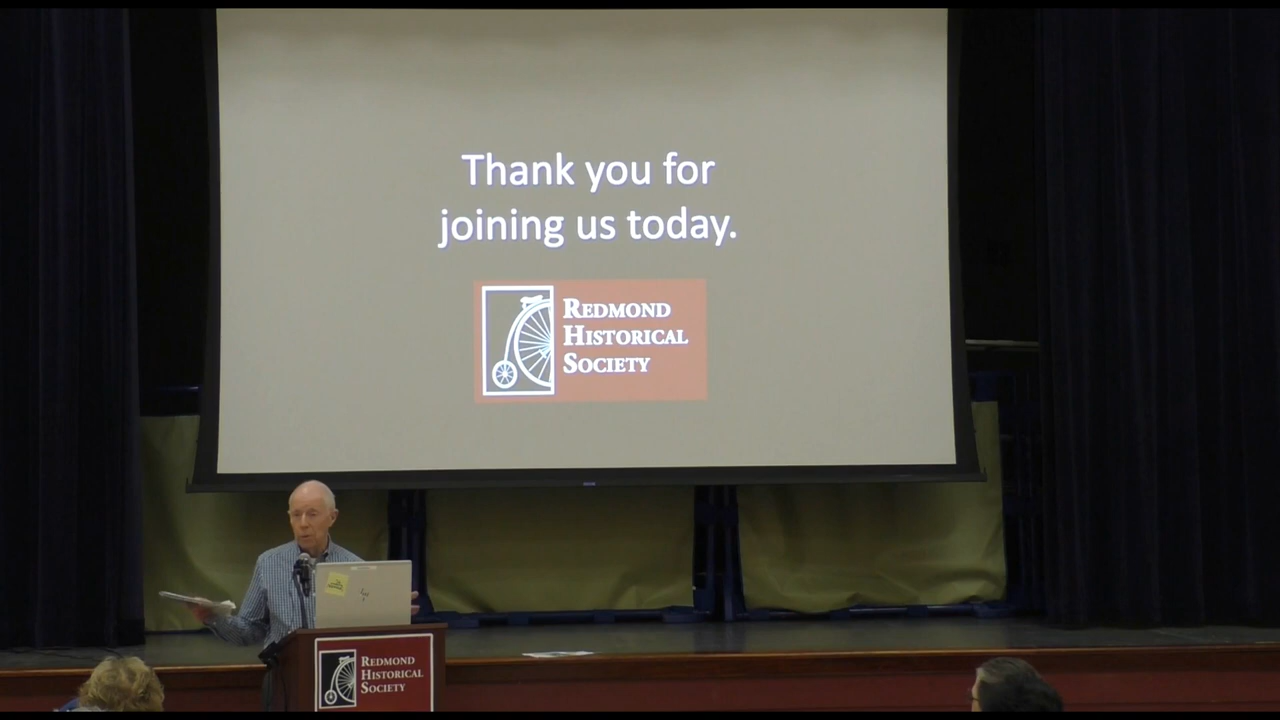 Thank you for
joining us today.
REDMOND
HISTORICAL
SOCIETY
REDMOND
HISTORICAL
SOCIETY